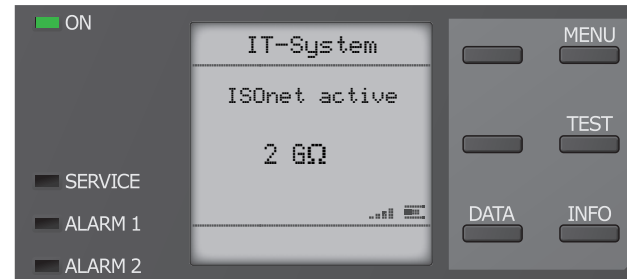 ON
IT-System
ISOnet active
2 GΩ
SERVICE
ALARM 1
ALARM 2
MENU
TEST
DATA INFO